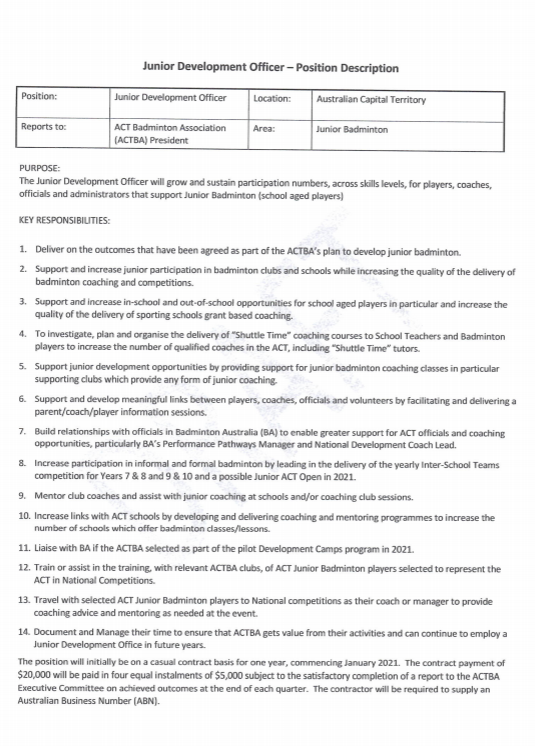 Junior Development Officer – Position Description
Position: Junior Development Officer Location: Australian Capital Territory
Reports to: ACT Badminton Association Area: Junior Badminton
(ACTBA) President
PURPOSE:
The Junior Development Officer will grow and sustain participation numbers, across skills levels, for players, coaches,
officials and administrators that support Junior Badminton (school aged players)
KEY RESPONSIBILITIES:
1. Deliver on the outcomes that have been agreed as part of the ACTBA's plan to develop junior badminton.
2. Support and increase junior participation in badminton clubs and schools while increasing the quality of the delivery of
badminton coaching and competitions.
3. Support and increase in-school and out-of-school opportunities for school aged players in particular and increase the
quality of the delivery of sporting schools grant based coaching.
4. To investigate, plan and organise the delivery of "Shuttle Time" coaching courses to School Teachers and Badminton
players to increase the number of qualified coaches in the ACT, including "Shuttle Time" tutors.
5. Support junior development opportunities by providing support for junior badminton coaching classes in particular
supporting clubs which provide any form of junior coaching.
6. Support and develop meaningful links between players, coaches, officials and volunteers by facilitating and delivering a
parent/coach/player information sessions.
7. Build relationships with officials in Badminton Australia (BA) to enable greater support for ACT officials and coaching
opportunities, particularly BA's Performance Pathways Manager and National Development Coach Lead.
8. Increase participation in informal and formal badminton by leading in the delivery of the yearly Inter-School Teams
competition for Years 7 & 8 and 9 & 10 and a possible Junior ACT Open in 2021.
9. Mentor club coaches and assist with junior coaching at schools and/or coaching club sessions.
10. Increase links with ACT schools by developing and delivering coaching and mentoring programmes to increase the
number of schools which offer badminton classes/lessons.
11. Liaise with BA if the ACTBA selected as part of the pilot Development Camps program in 2021.
12. Train or assist in the training, with relevant ACTBA clubs, of ACT Junior Badminton players selected to represent the
ACT in National Competitions.
13. Travel with selected ACT Junior Badminton players to National competitions as their coach or manager to provide
coaching advice and mentoring as needed at the event.
14. Document and Manage their time to ensure that ACTBA gets value from their activities and can continue to employ a
Junior Development Officer in future years.
The position will initially be on a casual contract basis for one year, commencing January 2021. The contract payment of
$20,000 will be paid in four equal instalments of $5,000 subject to the satisfactory completion of a report to the ACTBA
Executive Committee on achieved outcomes at the end of each quarter. The contractor will be required to supply an
Australian Business Number (ABN).